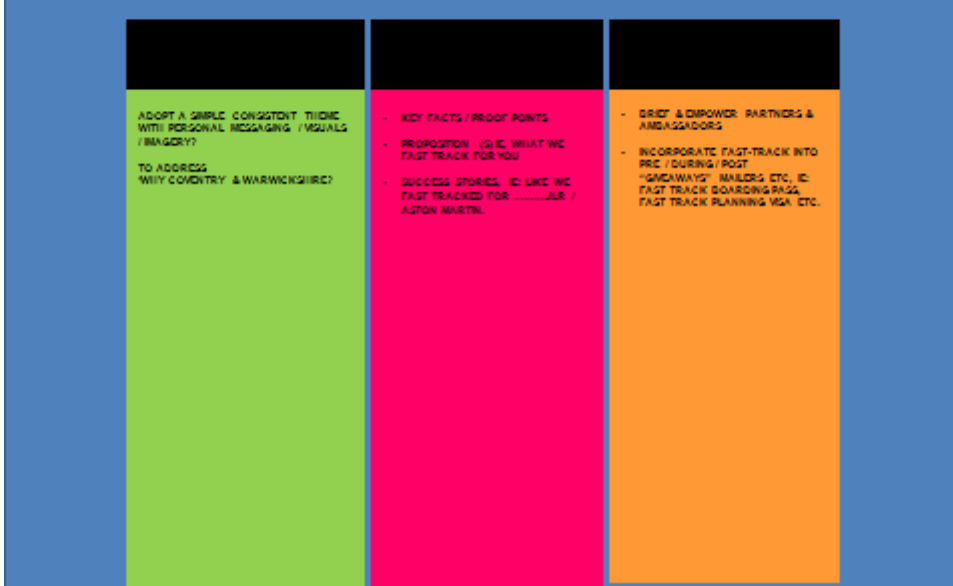 ADOPT A SIMPLE CONSISTENT THEME
WITH PERSONAL MESSAGING / VISUALS
/ IMAGERY?
TO ADDRESS
'WHY COVENTRY & WARWICKSHIRE?
- KEY FACTS / PROOF POINTS
- PROPOSITION (S) IE, WHAT WE
FAST TRACK FOR YOU
- SUCCESS STORIES, IE: LIKE WE
FAST TRACKED FOR ..........JLR /
ASTON MARTIN.
- BRIEF & EMPOWER PARTNERS &
AMBASSADORS
- INCORPORATE FAST-TRACK INTO
PRE / DURING / POST
"GIVEAWAYS" MAILERS ETC, IE:
FAST TRACK BOARDING PASS,
FAST TRACK PLANNING VISA ETC.